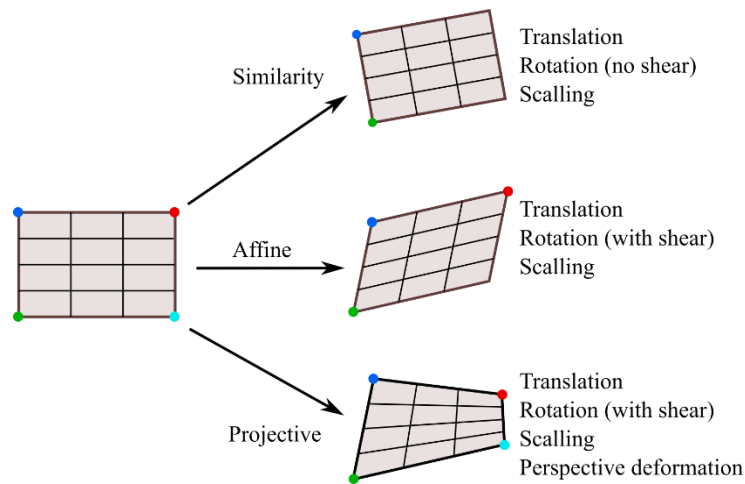 Similarity
Translation
Rotation (no shear)
Scalling
Affine
Translation
Rotation (with shear)
Scalling
Projective
Translation
Rotation (with shear)
Scalling
Perspective deformation